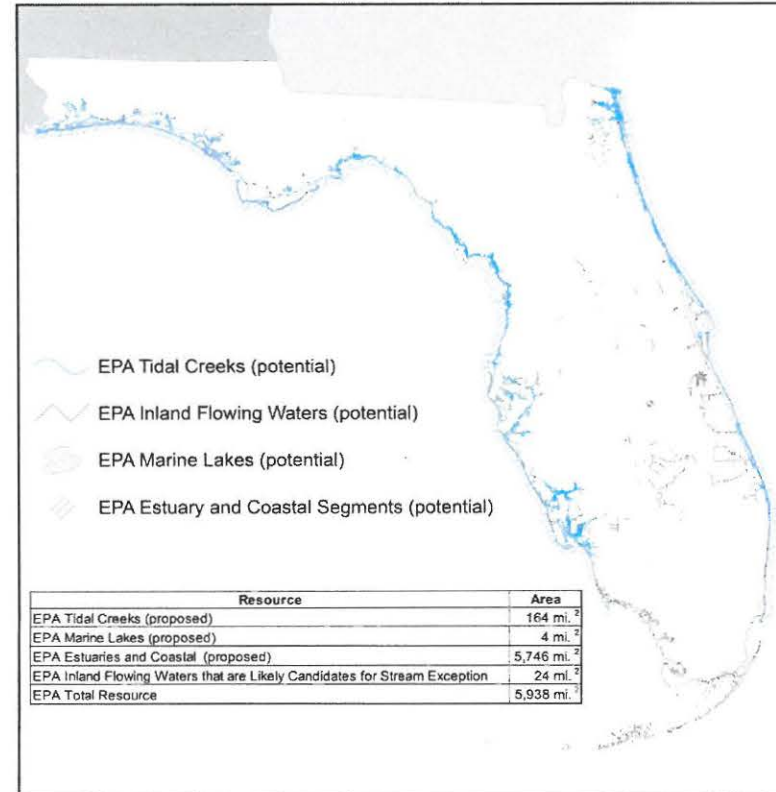 EPA Tidal Creeks (potential)
EPA Inland Flowing Waters (potential)
EPA Marine Lakes (potential)
EPA Estuary and Coastal Segments (potential)
Resource Area
EPA Tidal Creeks (proposed) 164 mi.²
EPA Marine Lakes (proposed) 4 mi.²
EPA Estuaries and Coastal (proposed) 5,746 mi.²
EPA Inland Flowing Waters that are Likely Candidates for Stream Exception 24 mi.²
EPA Total Resource 5,938 mi.²